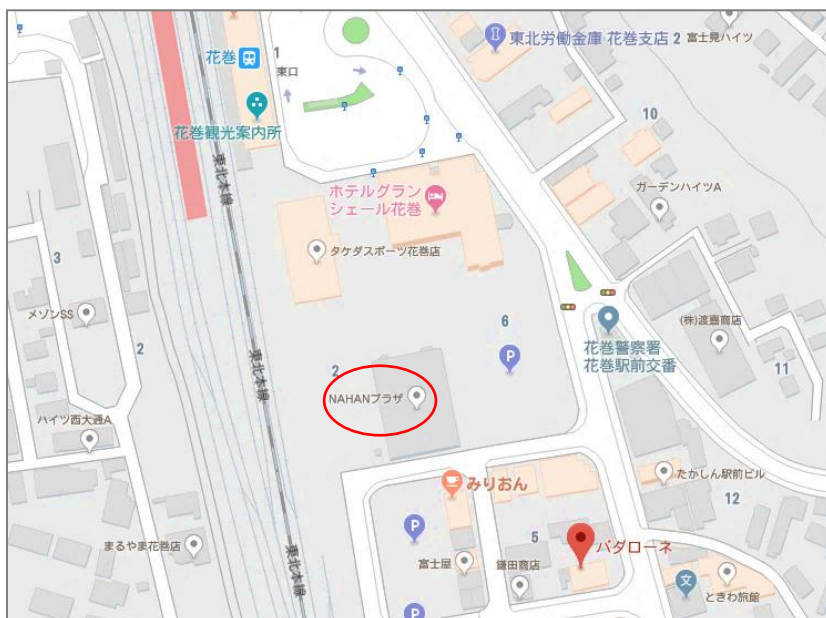 花巻
1
東口
花巻観光案内所
東北労働金庫 花巻支店
2
富士見ハイツ
10
東北本線
ホテルグラン
シェール花巻
ガーデンハイツA
タケダスポーツ花巻店
3
メゾンSS
2
6
P
花巻警察署
花巻駅前交番
(株)渡嘉商店
11
東北本線
2
NAHANプラザ
ハイツ西大通A
みりおん
たかしん駅前ビル
12
P
まるやま花巻店
5
パダローネ
東北本線
富士屋
鎌田商店
文
ときわ旅館
P